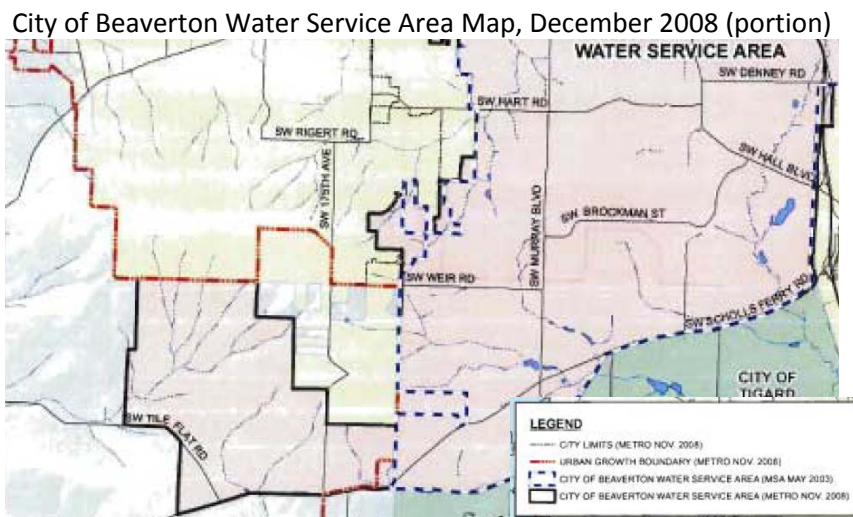 City of Beaverton Water Service Area Map, December 2008 (portion)
WATER SERVICE AREA
SW DENNEY RD
SW HART RD
SW RIGERT RD
SW HALL BLVD
SW 175TH AVE
SW MURRAY BLVD
SW BROCKMAN ST
SW WEIR RD
SW SCHOLLS FERRY RD
CITY OF
TIGARD
SW TILE FLAT RD
LEGEND
CITY LIMITS (METRO NOV. 2008)
URBAN GROWTH BOUNDARY (METRO NOV. 2008)
CITY OF BEAVERTON WATER SERVICE AREA (MSA MAY 2003)
CITY OF BEAVERTON WATER SERVICE AREA (METRO NOV. 2008)